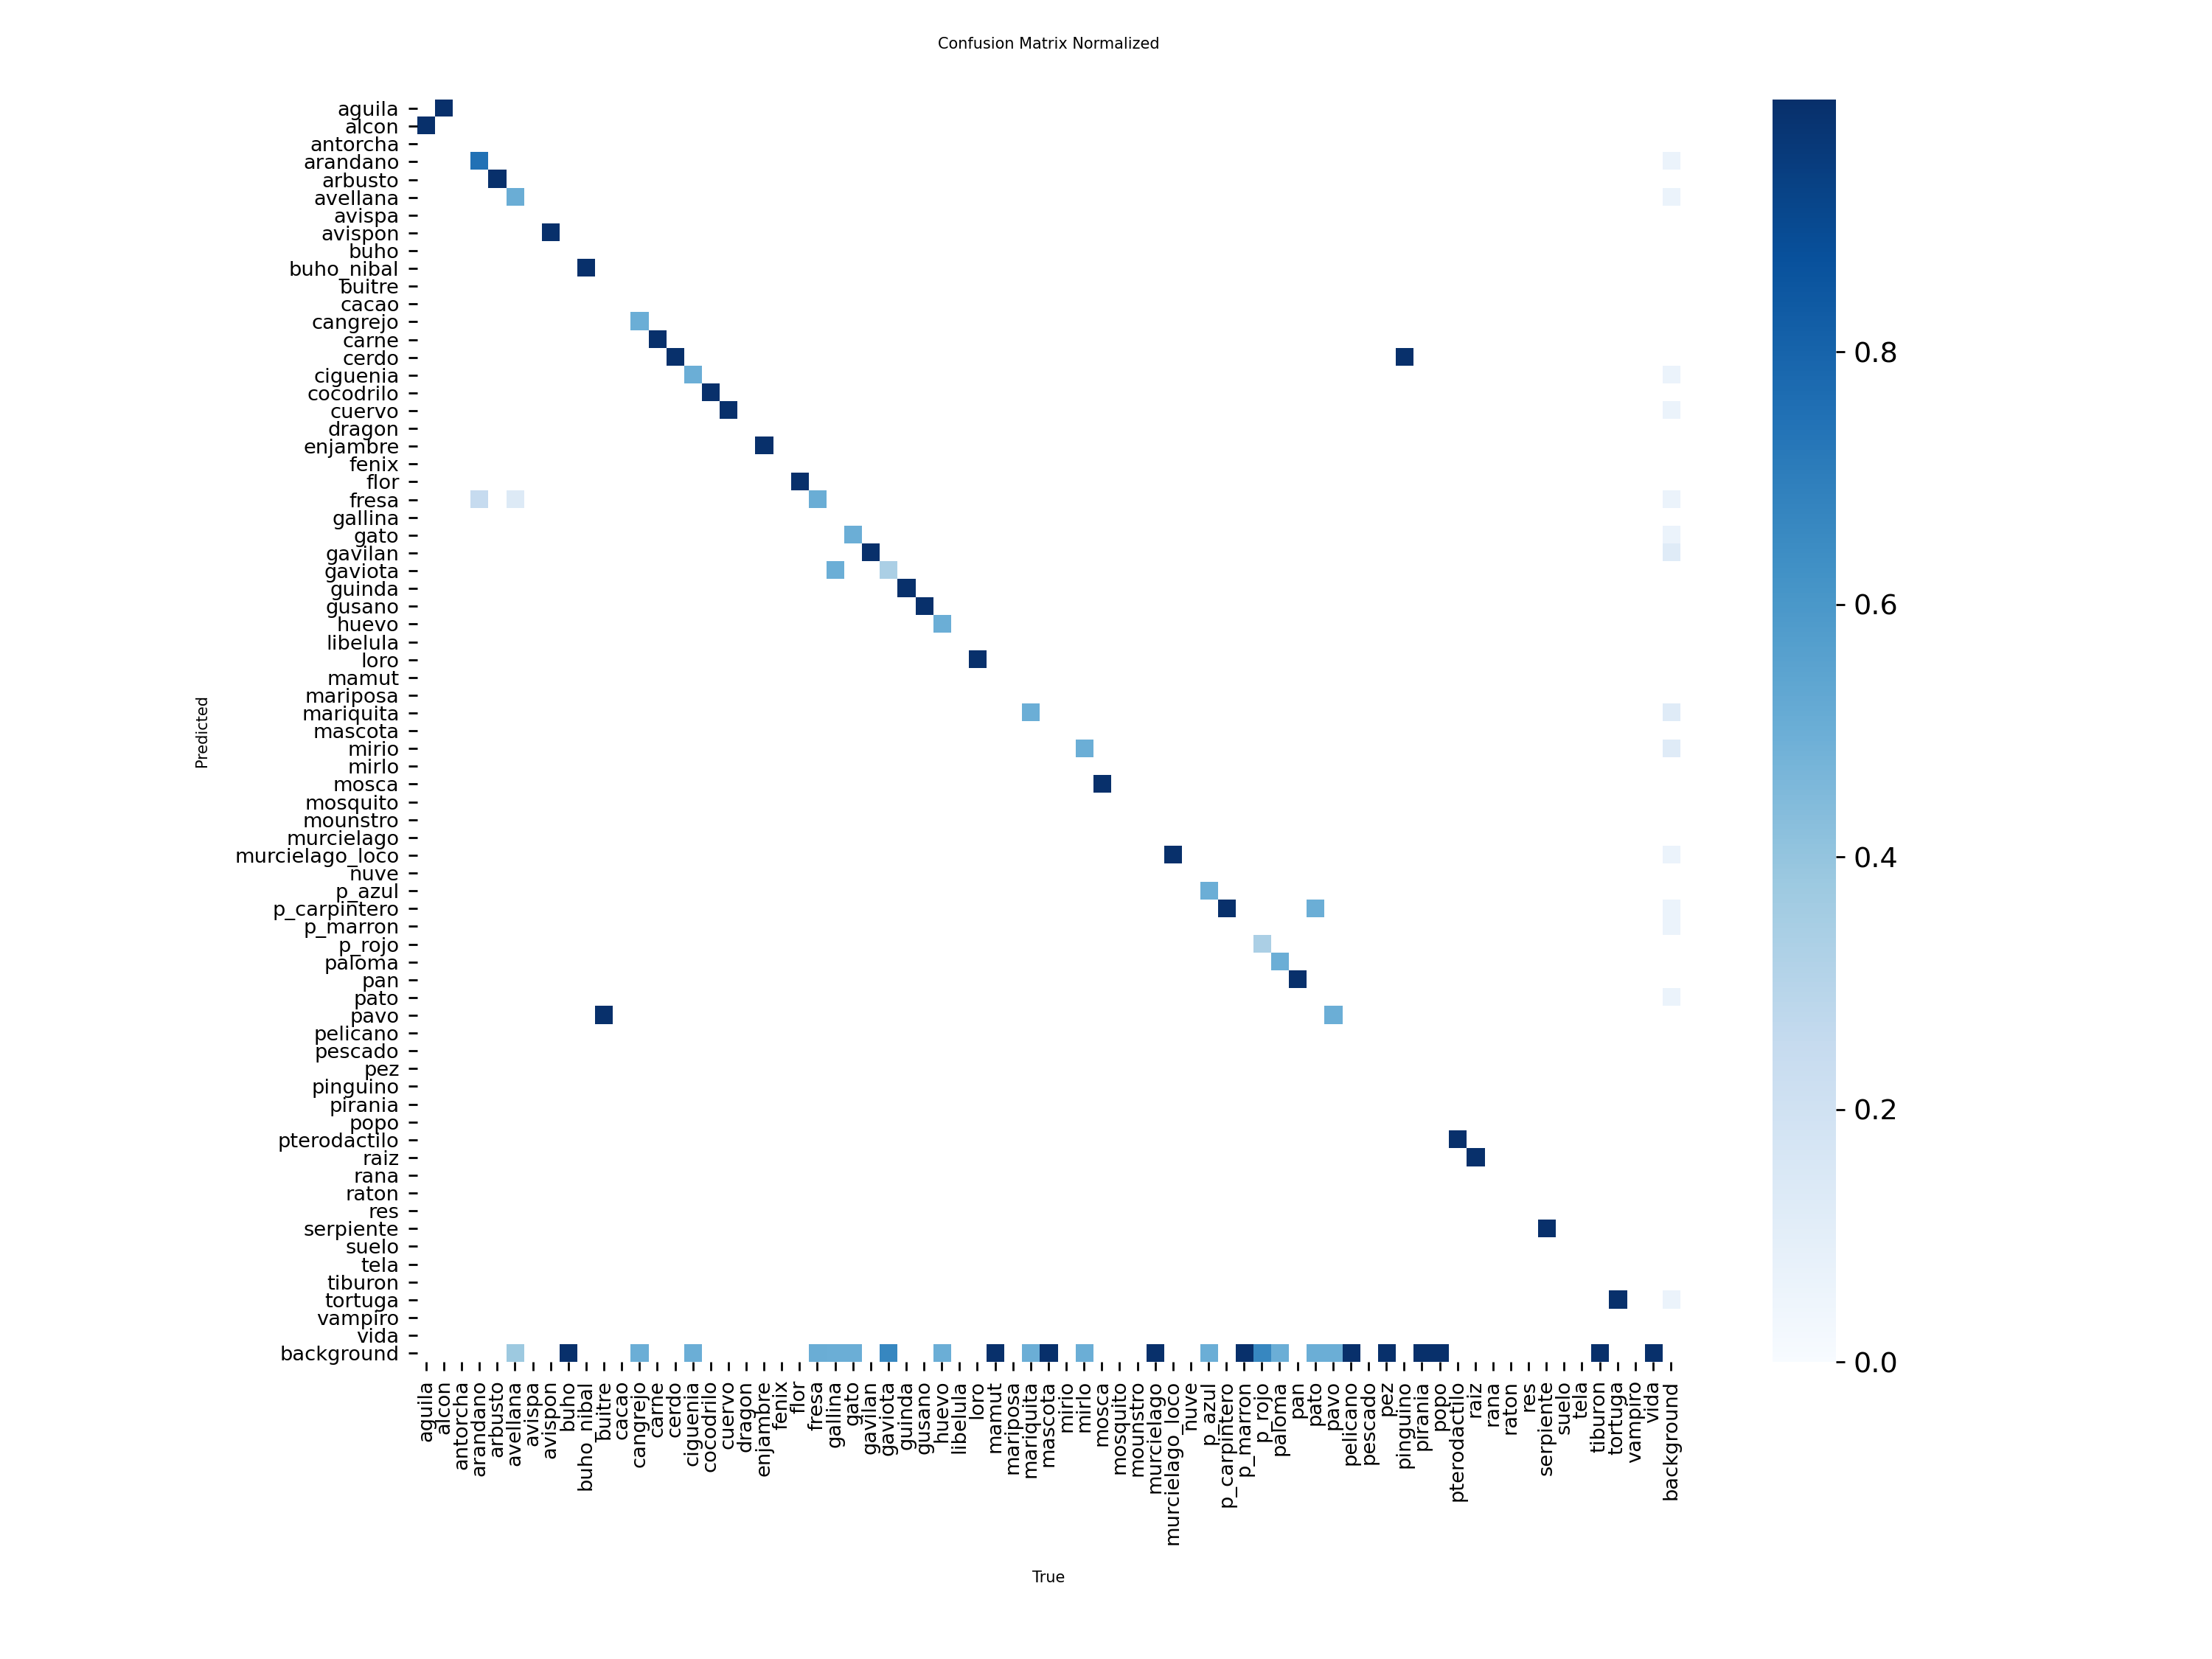 Confusion Matrix Normalized
aguila
alcon
antorcha
arandano
arbusto
avellana
avispa
avispon
buho
buho_nibal
buitre
cacao
cangrejo
carne
cerdo
ciguenia
cocodrilo
cuervo
dragon
enjambre
fenix
flor
fresa
gallina
gato
gavilan
gaviota
guinda
gusano
huevo
libelula
loro
mamut
mariposa
mariquita
mascota
mirio
mirlo
mosca
mosquito
mounstro
murcielago
murcielago_loco
nuve
p_azul
p_carpintero
p_marron
p_rojo
paloma
pan
pato
pavo
pelicano
pescado
pez
pinguino
pirania
popo
pterodactilo
raiz
rana
raton
res
serpiente
suelo
tela
tiburon
tortuga
vampiro
vida
background
Predicted
aguila
alcon
antorcha
arandano
arbusto
avellana
avispa
avispon
buho
buho_nibal
buitre
cacao
cangrejo
carne
cerdo
ciguenia
cocodrilo
cuervo
dragon
enjambre
fenix
flor
fresa
gallina
gato
gavilan
gaviota
guinda
gusano
huevo
libelula
loro
mamut
mariposa
mariquita
mascota
mirio
mirlo
mosca
mosquito
mounstro
murcielago
murcielago_loco
nuve
p_azul
p_carpintero
p_marron
p_rojo
paloma
pan
pato
pavo
pelicano
pescado
pez
pinguino
pirania
popo
pterodactilo
raiz
rana
raton
res
serpiente
suelo
tela
tiburon
tortuga
vampiro
vida
background
True
0.8
0.6
0.4
0.2
0.0